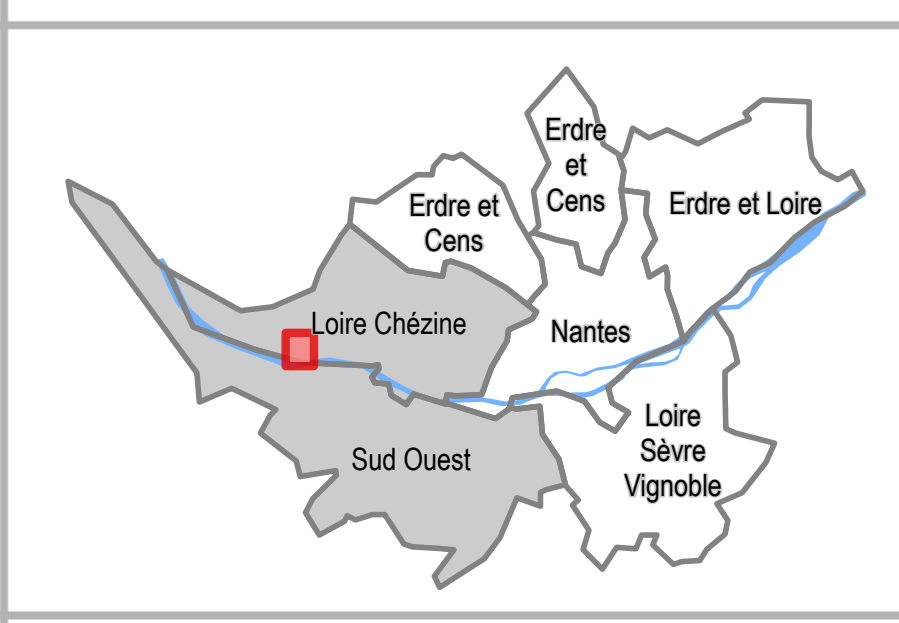 Erdre
et
Cens
Erdre et
Cens
Erdre et Loire
Loire Chézine
Nantes
Loire
Sèvre
Vignoble
Sud Ouest